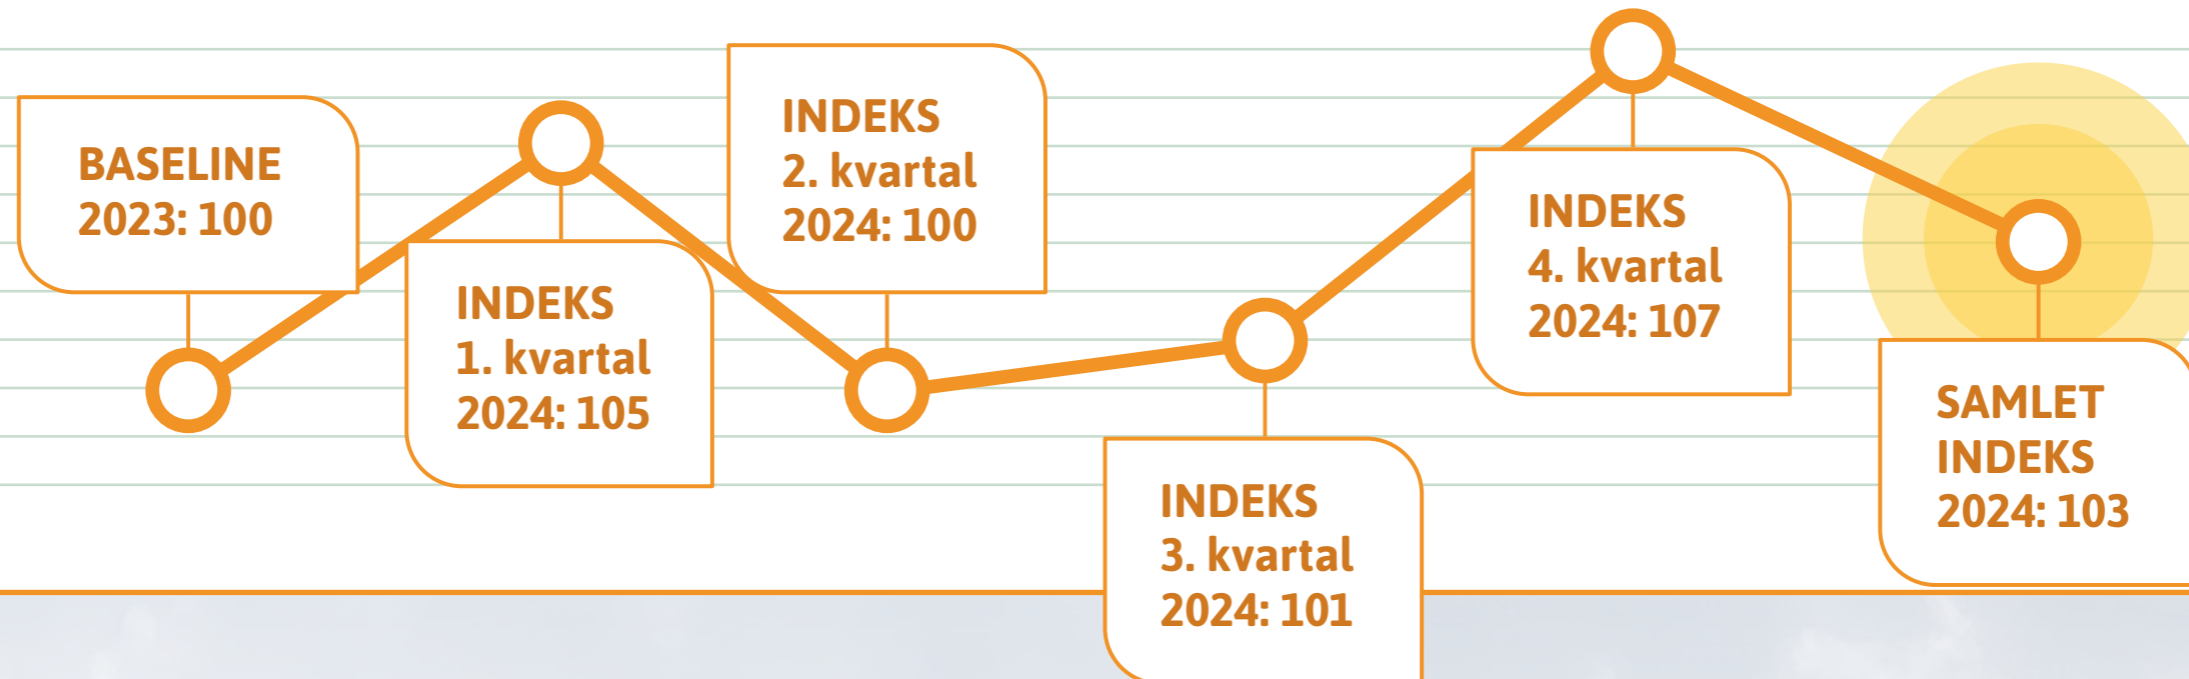 BASELINE
2023: 100
INDEKS
1. kvartal
2024: 105
INDEKS
2. kvartal
2024: 100
INDEKS
3. kvartal
2024: 101
INDEKS
4. kvartal
2024: 107
SAMLET
INDEKS
2024: 103